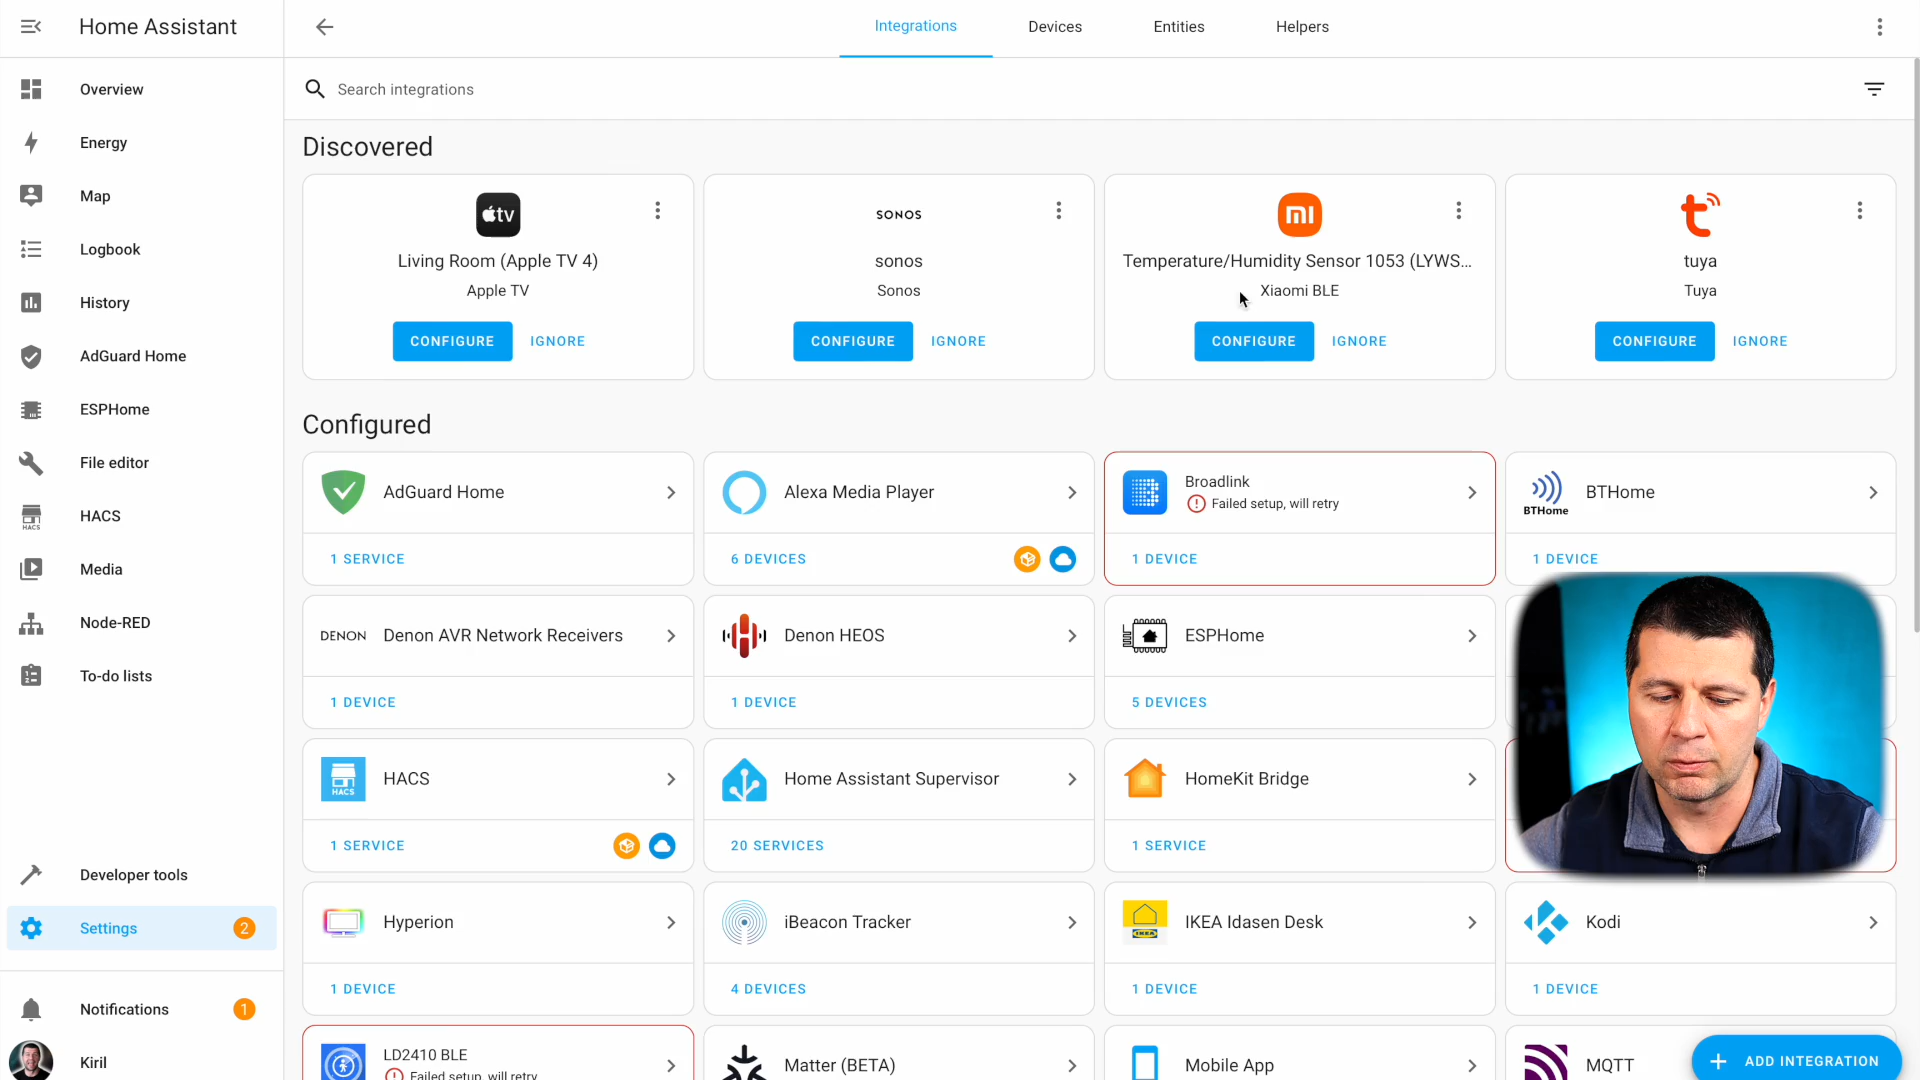 Home Assistant
Integrations
Devices
Entities
Helpers
Overview
Energy
Map
Logbook
History
AdGuard Home
ESPHome
File editor
HACS
HACS
Media
Node-RED
To-do lists
Developer tools
Settings
2
Notifications
1
Kiril
Search integrations
Discovered
tv
Living Room (Apple TV 4)
Apple TV
CONFIGURE
IGNORE
SONOS
sonos
Sonos
CONFIGURE
IGNORE
Temperature/Humidity Sensor 1053 (LYWS...
Xiaomi BLE
CONFIGURE
IGNORE
tuya
Tuya
CONFIGURE
IGNORE
Configured
AdGuard Home
1 SERVICE
Alexa Media Player
6 DEVICES
Broadlink
Failed setup, will retry
1 DEVICE
BTHome
BTHome
1 DEVICE
DENON
Denon AVR Network Receivers
1 DEVICE
Denon HEOS
1 DEVICE
ESPHome
5 DEVICES
HACS
HACS
1 SERVICE
Home Assistant Supervisor
20 SERVICES
HomeKit Bridge
1 SERVICE
Hyperion
1 DEVICE
iBeacon Tracker
4 DEVICES
IKEA
IKEA Idasen Desk
1 DEVICE
Kodi
1 DEVICE
LD2410 BLE
Failed setup, will retry
Matter (BETA)
Mobile App
MQTT
ADD INTEGRATION